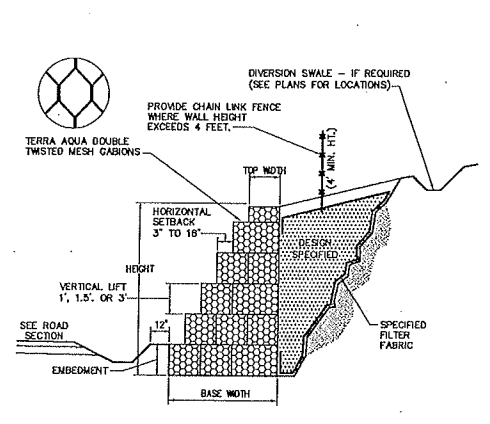 DIVERSION SWALE – IF REQUIRED
(SEE PLANS FOR LOCATIONS)
PROVIDE CHAIN LINK FENCE
WHERE WALL HEIGHT
EXCEEDS 4 FEET.
TERRA AQUA DOUBLE
TWISTED MESH GABIONS
TOP WIDTH
(4' MIN. HT.)
HORIZONTAL
SETBACK
3" TO 18"
DESIGN
SPECIFIED
HEIGHT
VERTICAL LIFT
1', 1.5', OR 3'
12"
SEE ROAD
SECTION
SPECIFIED
FILTER
FABRIC
EMBEDMENT
BASE WIDTH